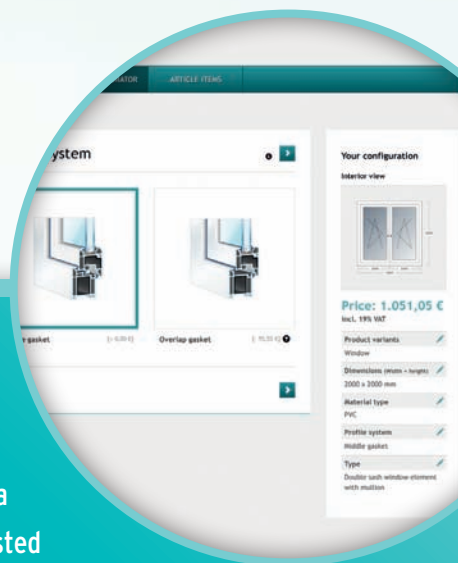 ARTICLE ITEMS
ystem
gasket
Overlap gasket
Your configuration
Interior view
Price: 1.051,05 €
incl. 19% VAT
Product variants
Window
Dimensions (Width × height)
2000 x 2000 mm
Material type
PVC
Profile system
Middle gasket
Type
Double sash window element
with mullion
a
sted